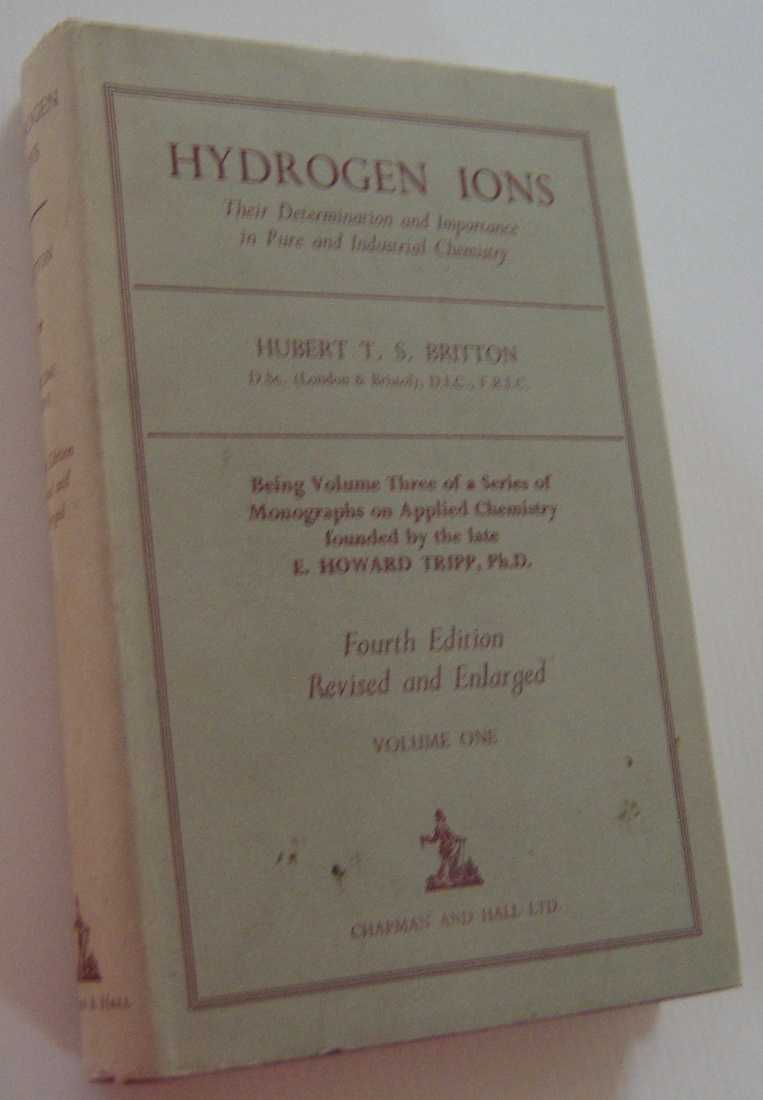 HYDROGEN IONS
Their Determination and Importance
in Pure and Industrial Chemistry
HUBERT T. S. BRITTON
D.Sc. (London & Bristol), D.I.C., F.R.I.C.
Being Volume Three of a Series of
Monographs on Applied Chemistry
founded by the late
E. HOWARD TRIPP, Ph.D.
Fourth Edition
Revised and Enlarged
VOLUME ONE
CHAPMAN AND HALL LTD.
& HALL